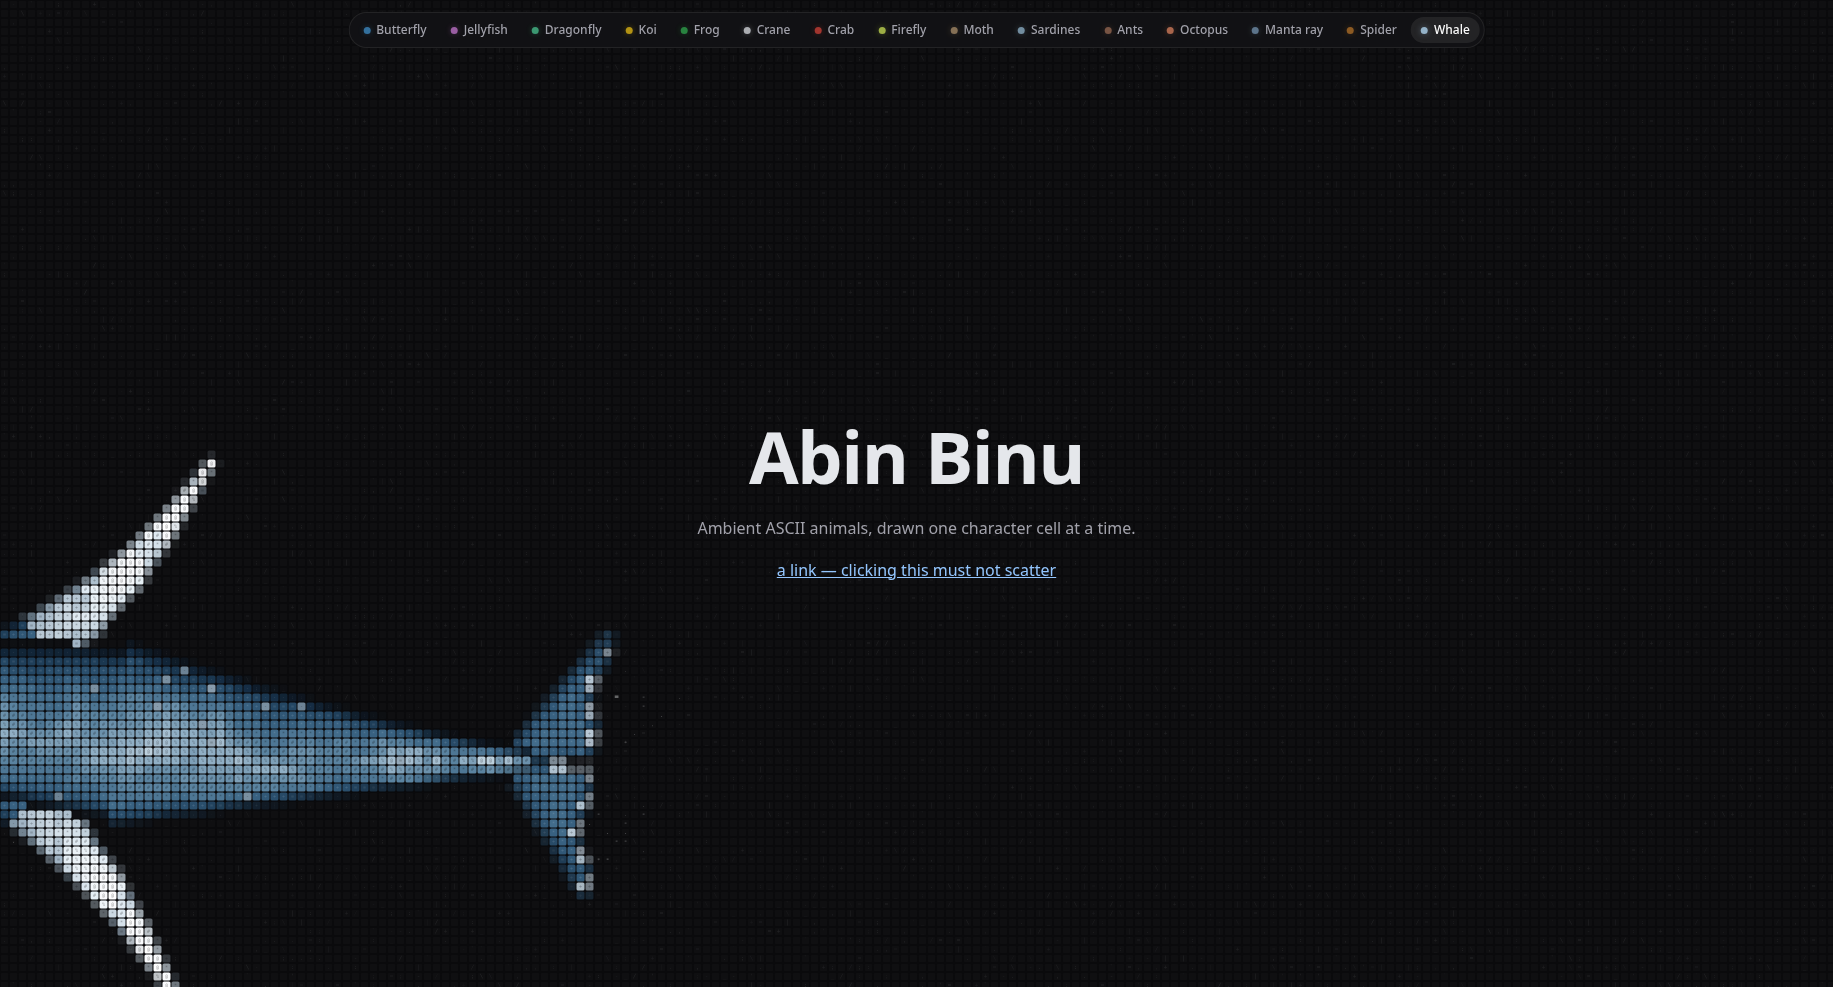 Butterfly Jellyfish Dragonfly Koi Frog Crane Crab Firefly Moth Sardines Ants Octopus Manta ray Spider Whale
Abin Binu
Ambient ASCII animals, drawn one character cell at a time.
a link — clicking this must not scatter